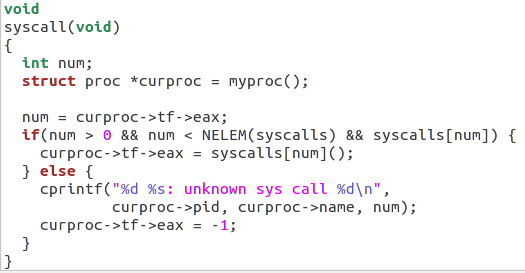 void
syscall(void)
{
  int num;
  struct proc *curproc = myproc();

  num = curproc->tf->eax;
  if(num > 0 && num < NELEM(syscalls) && syscalls[num]) {
    curproc->tf->eax = syscalls[num]();
  } else {
    cprintf("%d %s: unknown sys call %d\n",
            curproc->pid, curproc->name, num);
    curproc->tf->eax = -1;
  }
}